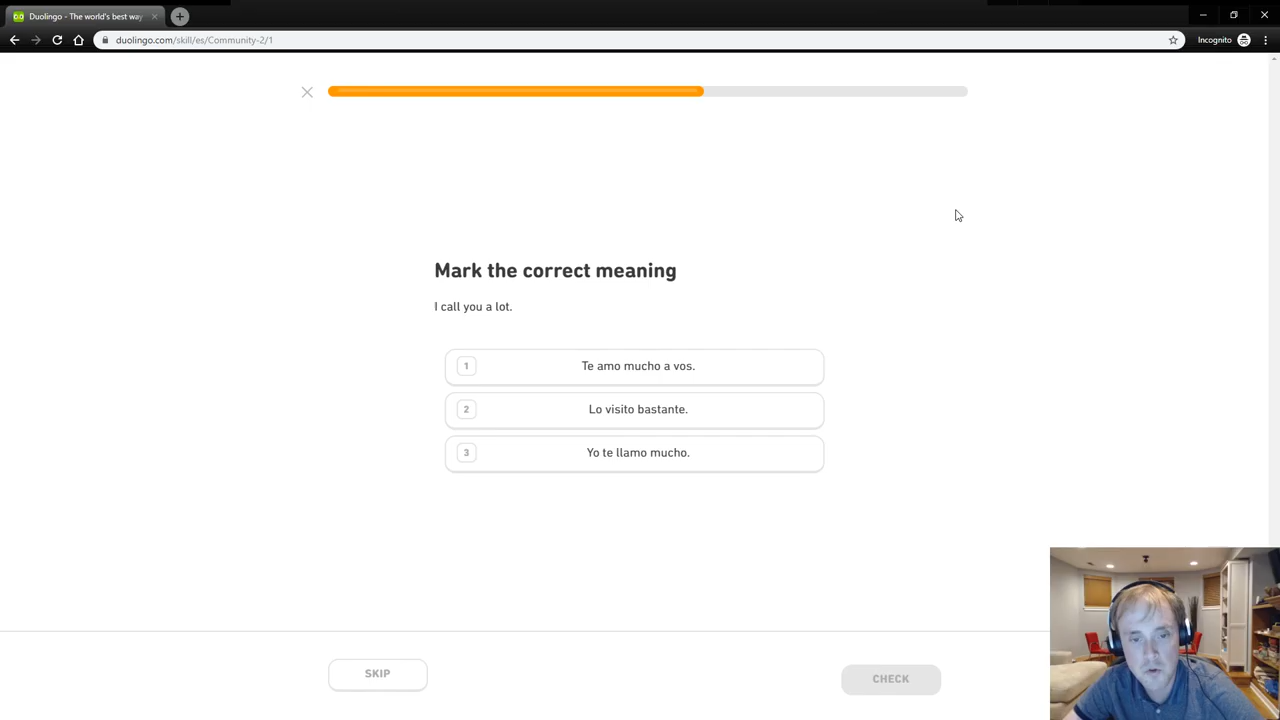 Duolingo - The world's best way
duolingo.com/skill/es/Community-2/1
Incognito
Mark the correct meaning
I call you a lot.
1 Te amo mucho a vos.
2 Lo visito bastante.
3 Yo te llamo mucho.
SKIP
CHECK